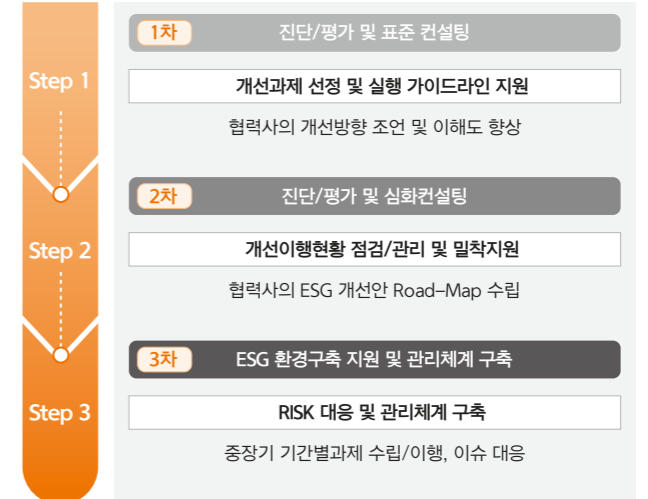 1차 진단/평가 및 표준 컨설팅
Step 1
개선과제 선정 및 실행 가이드라인 지원
협력사의 개선방향 조언 및 이해도 향상
2차 진단/평가 및 심화컨설팅
Step 2
개선이행현황 점검/관리 및 밀착지원
협력사의 ESG 개선안 Road-Map 수립
3차 ESG 환경구축 지원 및 관리체계 구축
Step 3
RISK 대응 및 관리체계 구축
중장기 기간별과제 수립/이행, 이슈 대응